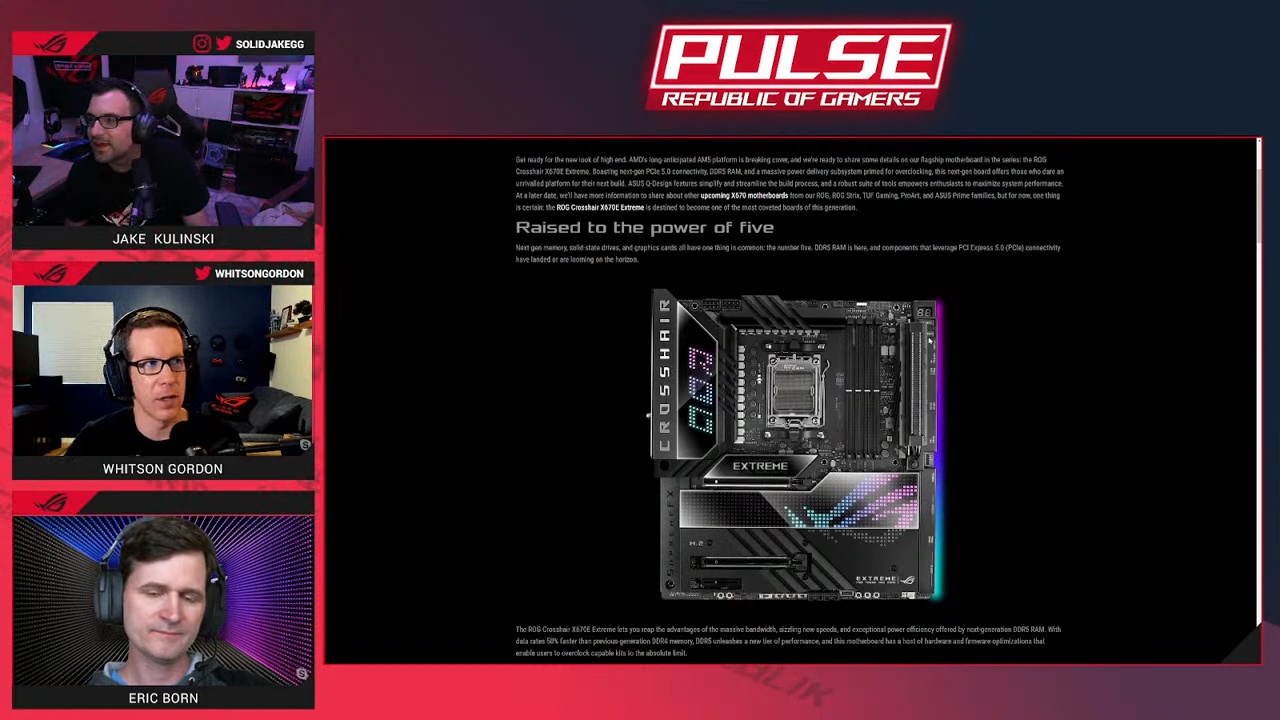 SOLIDJAKEGG
JAKE KULINSKI
WHITSONGORDON
WHITSON GORDON
ERIC BORN
PULSE
REPUBLIC OF GAMERS
Get ready for the new look of high end. AMD's long-anticipated AM5 platform is breaking cover, and we're ready to share some details on our flagship motherboard in the series: the ROG
Crosshair X670E Extreme. Boasting next-gen PCIe 5.0 connectivity, DDR5 RAM, and a massive power delivery subsystem primed for overclocking, this next-gen board offers those who dare an
unrivalled platform for their next build. ASUS Q-Design features simplify and streamline the build process, and a robust suite of tools empowers enthusiasts to maximize system performance.
At a later date, we'll have more information to share about other upcoming X670 motherboards from our ROG, ROG Strix, TUF Gaming, ProArt, and ASUS Prime families, but for now, one thing
is certain: the ROG Crosshair X670E Extreme is destined to become one of the most coveted boards of this generation.
Raised to the power of five
Next gen memory, solid-state drives, and graphics cards all have one thing in common: the number five. DDR5 RAM is here, and components that leverage PCI Express 5.0 (PCIe) connectivity
have landed or are looming on the horizon.
CROSSHAIR
EXTREME
M.2
EXTREME
The ROG Crosshair X670E Extreme lets you reap the advantages of the massive bandwidth, sizzling new speeds, and exceptional power efficiency offered by next-generation DDR5 RAM. With
data rates 50% faster than previous-generation DDR4 memory, DDR5 unleashes a new tier of performance, and this motherboard has a host of hardware and firmware optimizations that
enable users to overclock capable kits to the absolute limit.